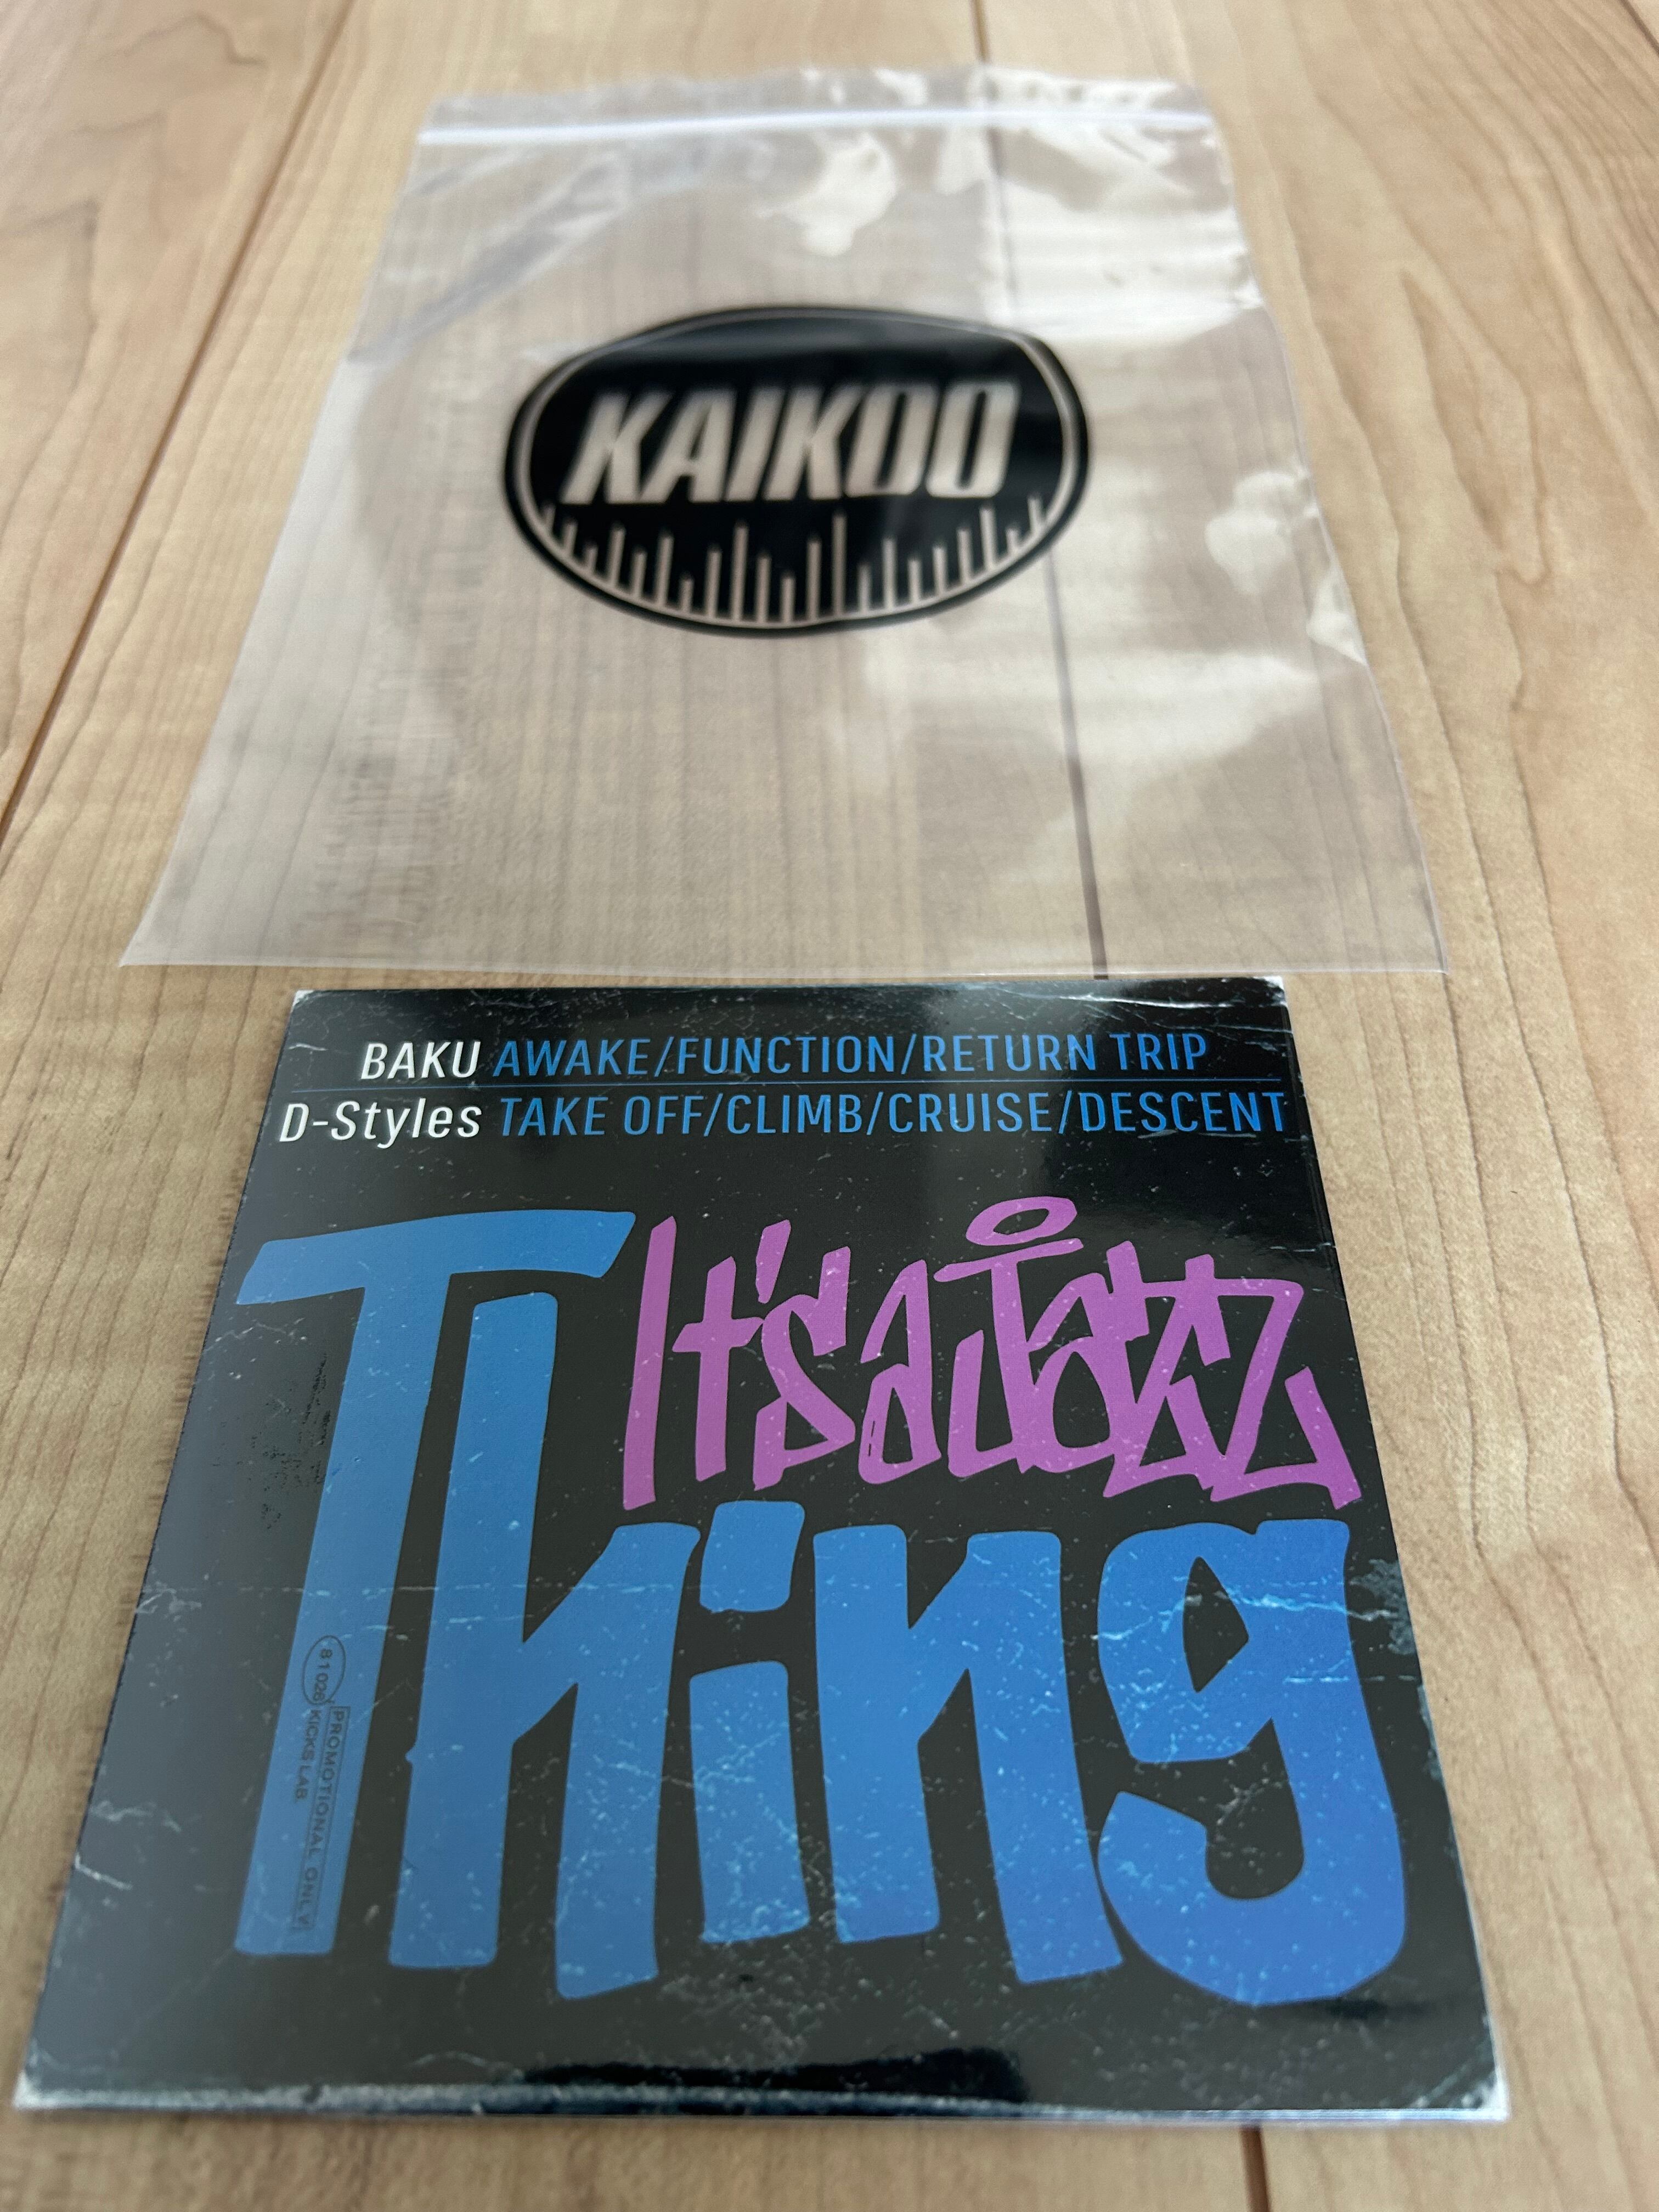 KAIKOO
BAKU AWAKE/FUNCTION/RETURN TRIP
D-Styles TAKE OFF/CLIMB/CRUISE/DESCENT
It's a Jazz
Thing
81028 KICKS LAB.
PROMOTIONAL ONLY